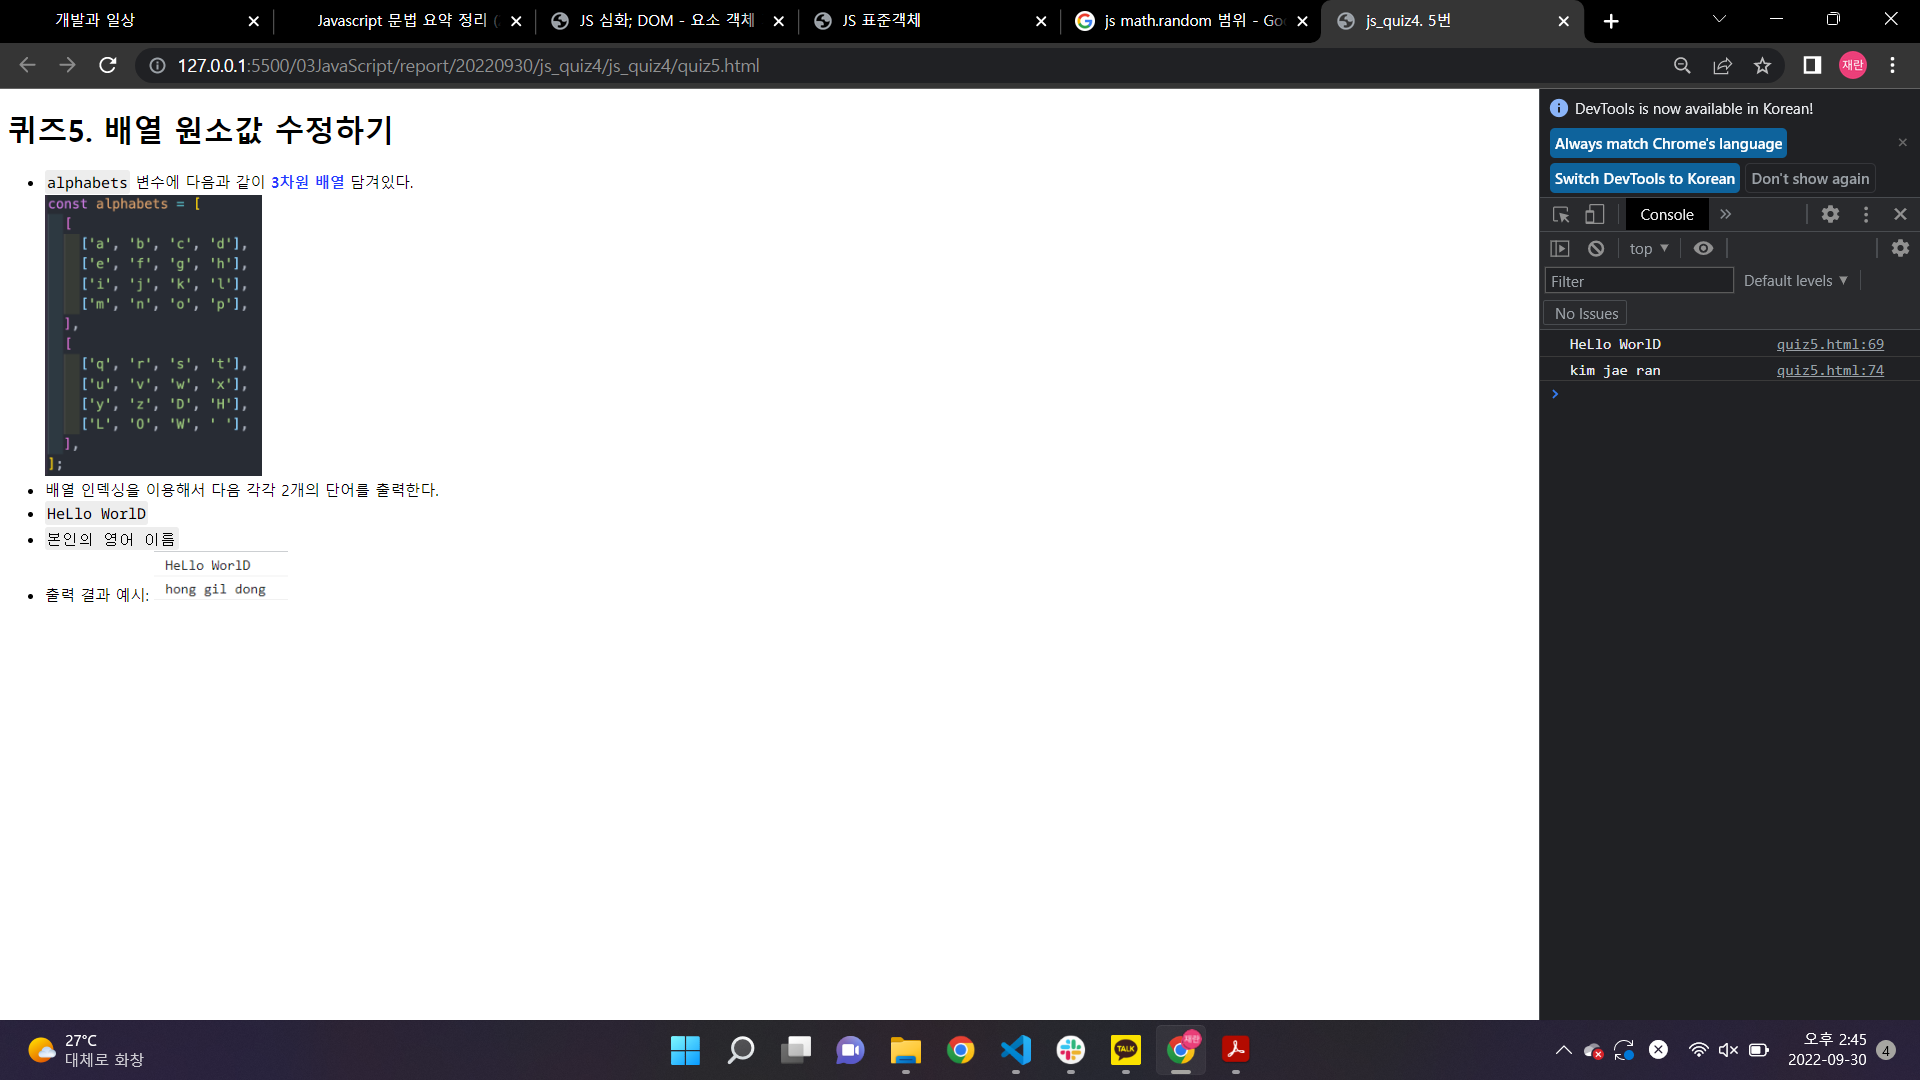 개발과 일상
Javascript 문법 요약 정리 (
JS 심화; DOM - 요소 객체
JS 표준객체
js math.random 범위 - Go
js_quiz4. 5번
127.0.0.1:5500/03JavaScript/report/20220930/js_quiz4/js_quiz4/quiz5.html
재란
퀴즈5. 배열 원소값 수정하기
alphabets 변수에 다음과 같이 3차원 배열 담겨있다.
const alphabets = [
[
['a', 'b', 'c', 'd'],
['e', 'f', 'g', 'h'],
['i', 'j', 'k', 'l'],
['m', 'n', 'o', 'p'],
],
[
['q', 'r', 's', 't'],
['u', 'v', 'w', 'x'],
['y', 'z', 'D', 'H'],
['L', 'O', 'W', ' '],
],
];
배열 인덱싱을 이용해서 다음 각각 2개의 단어를 출력한다.
HeLlo WorlD
본인의 영어 이름
출력 결과 예시:
HeLlo WorlD
hong gil dong
DevTools is now available in Korean!
Always match Chrome's language
Switch DevTools to Korean
Don't show again
Console
top
Filter
Default levels
No Issues
HeLlo WorlD quiz5.html:69
kim jae ran quiz5.html:74
27°C
대체로 화창
TALK
재란
오후 2:45
2022-09-30
4